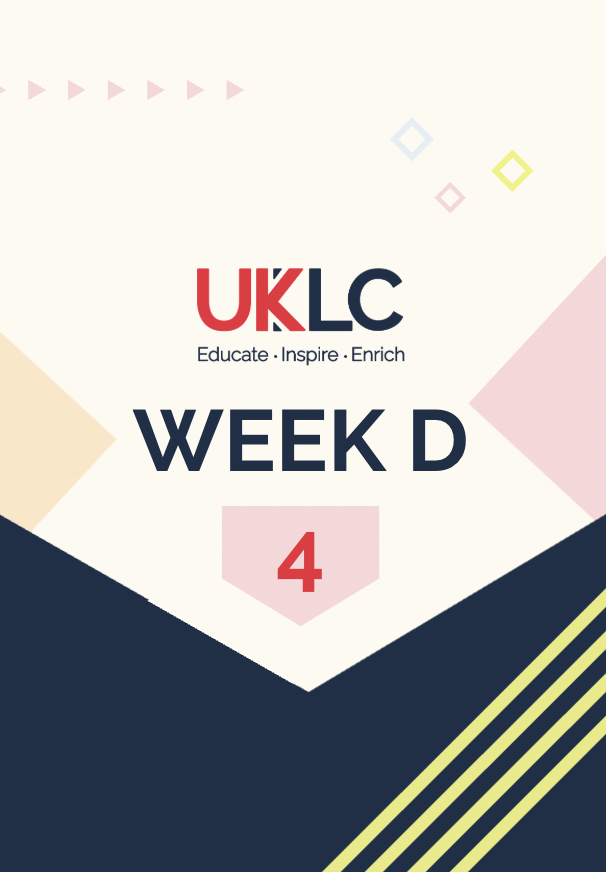 UKLC
Educate · Inspire · Enrich
WEEK D
4